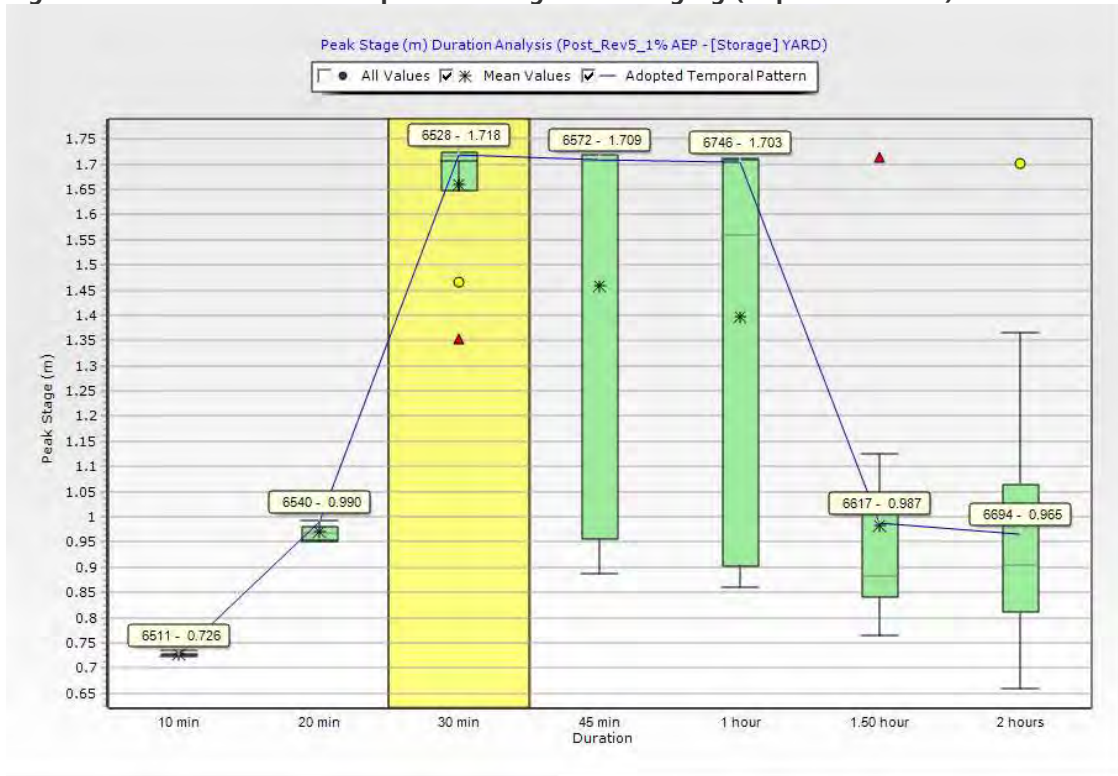 Peak Stage (m) Duration Analysis (Post_Rev5_1% AEP - [Storage] YARD)
All Values Mean Values Adopted Temporal Pattern
1.75
1.7
1.65
1.6
1.55
1.5
1.45
1.4
1.35
1.3
1.25
1.2
1.15
1.1
1.05
1
0.95
0.9
0.85
0.8
0.75
0.7
0.65
Peak Stage (m)
6511 - 0.726
6540 - 0.990
6528 - 1.718
6572 - 1.709
6746 - 1.703
6617 - 0.987
6694 - 0.965
10 min 20 min 30 min 45 min 1 hour 1.50 hour 2 hours
Duration